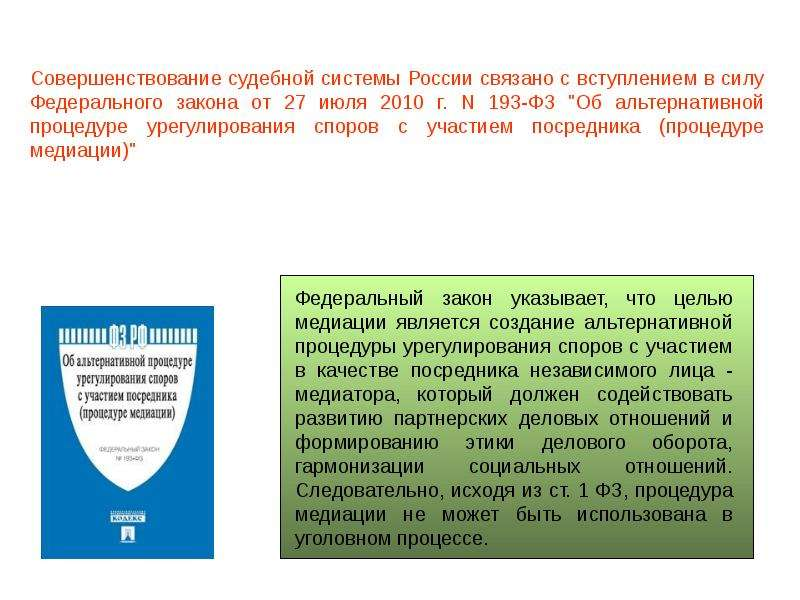 Совершенствование судебной системы России связано с вступлением в силу
Федерального закона от 27 июля 2010 г. N 193-ФЗ "Об альтернативной
процедуре урегулирования споров с участием посредника (процедуре
медиации)"
ФЗ РФ
Об альтернативной процедуре
урегулирования споров
с участием посредника
(процедуре медиации)
ФЕДЕРАЛЬНЫЙ ЗАКОН
№ 193-ФЗ
КОДЕКС
Федеральный закон указывает, что целью
медиации является создание альтернативной
процедуры урегулирования споров с участием
в качестве посредника независимого лица -
медиатора, который должен содействовать
развитию партнерских деловых отношений и
формированию этики делового оборота,
гармонизации социальных отношений.
Следовательно, исходя из ст. 1 ФЗ, процедура
медиации не может быть использована в
уголовном процессе.